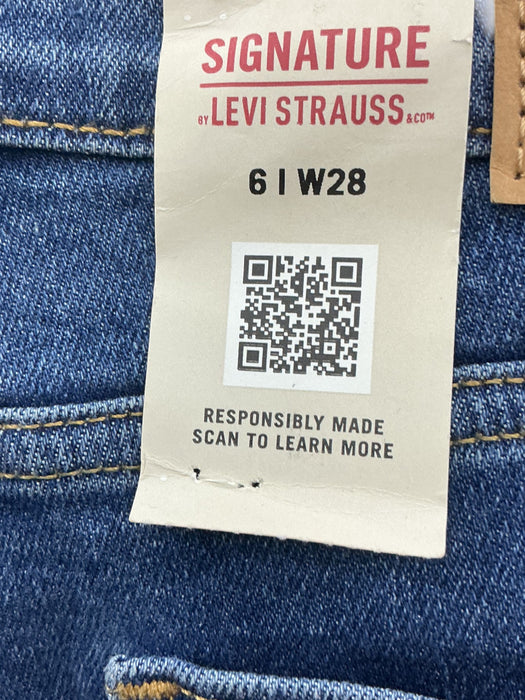 SIGNATURE
BY LEVI STRAUSS & CO™
6 | W28
RESPONSIBLY MADE
SCAN TO LEARN MORE